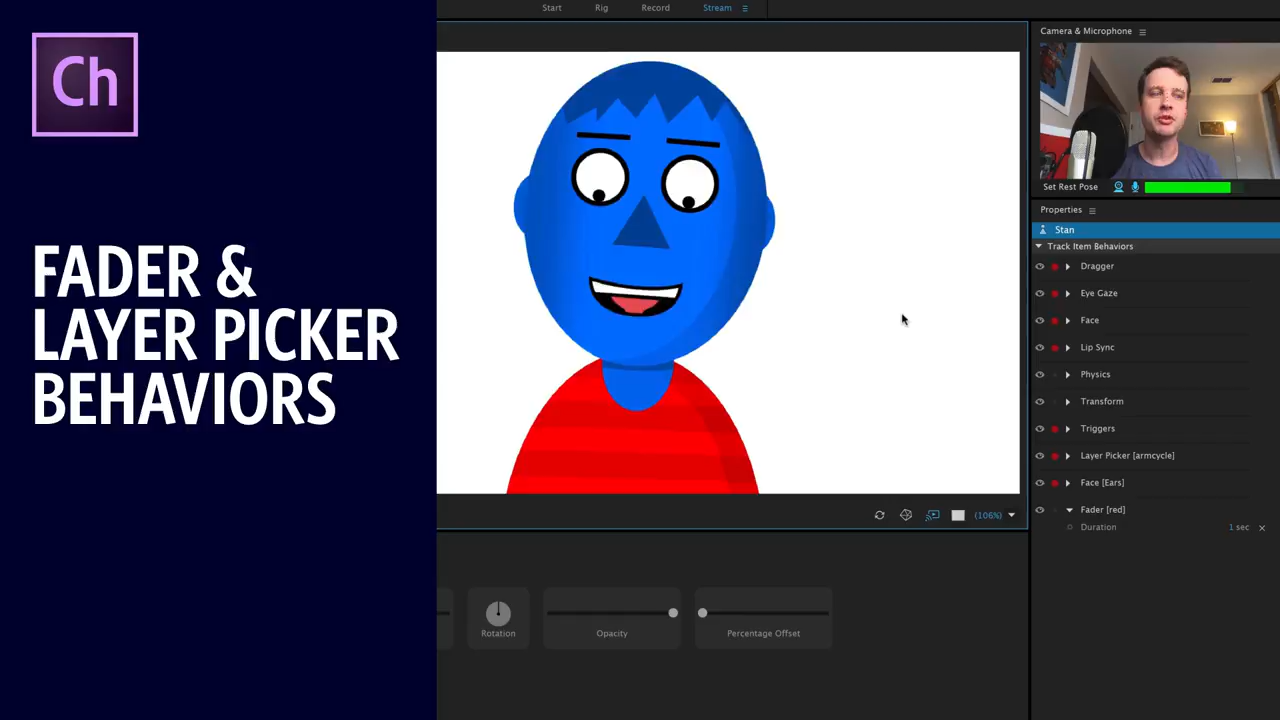 Ch
FADER &
LAYER PICKER
BEHAVIORS
Start Rig Record Stream
Camera & Microphone
Set Rest Pose
Properties
Stan
Track Item Behaviors
Dragger
Eye Gaze
Face
Lip Sync
Physics
Transform
Triggers
Layer Picker [armcycle]
Face [Ears]
Fader [red]
Duration 1 sec
(106%)
Rotation
Opacity
Percentage Offset